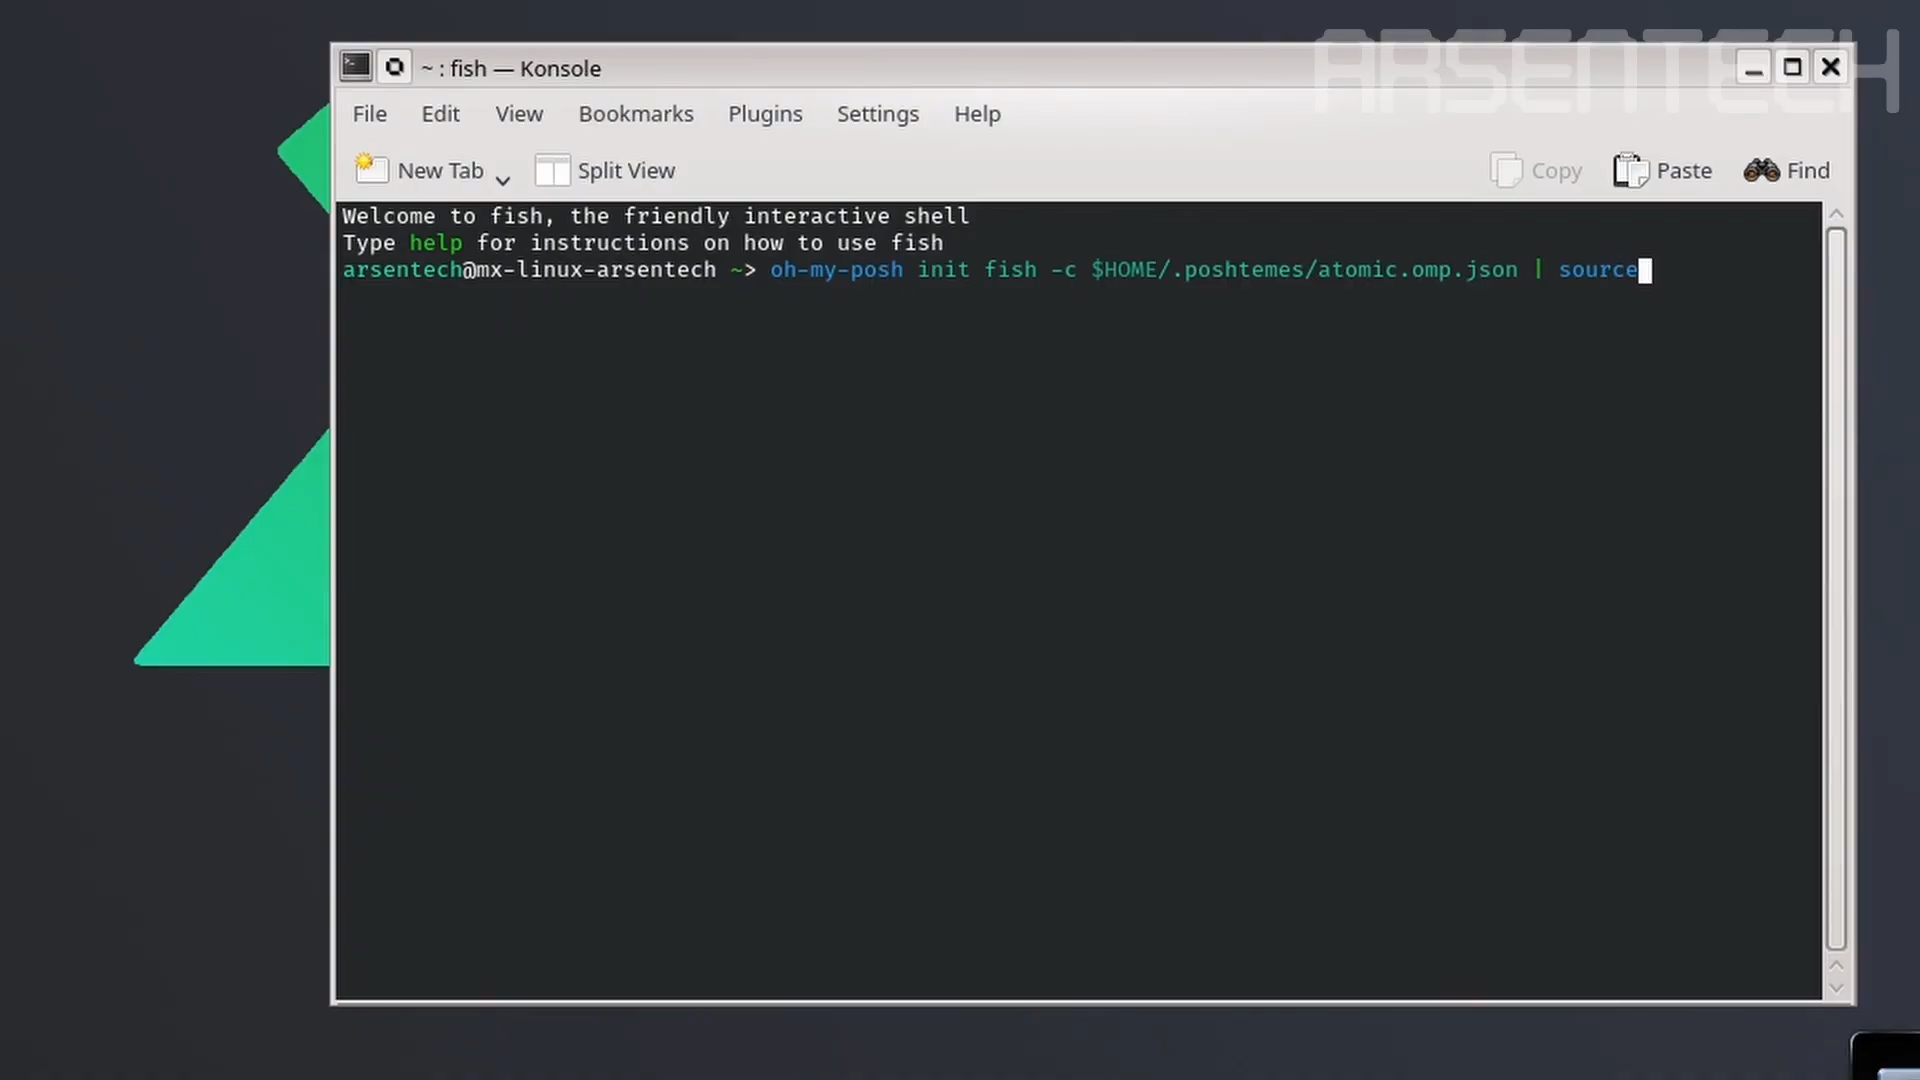 ARSENTECH
~ : fish — Konsole
File Edit View Bookmarks Plugins Settings Help
New Tab Split View Copy Paste Find
Welcome to fish, the friendly interactive shell
Type help for instructions on how to use fish
arsentech@mx-linux-arsentech ~> oh-my-posh init fish -c $HOME/.poshtemes/atomic.omp.json | source